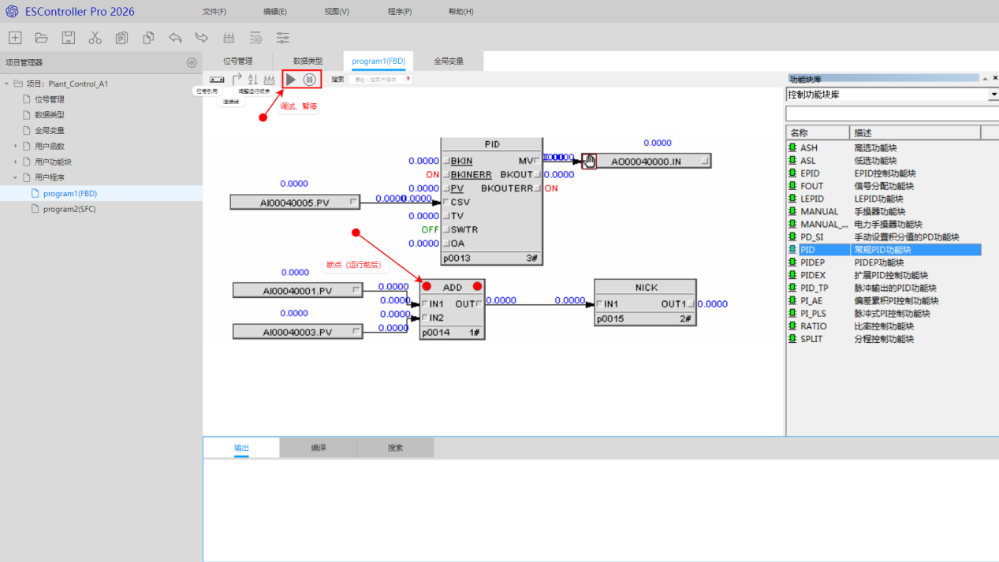 ESController Pro 2026
文件(F) 编辑(E) 视图(V) 程序(P) 帮助(H)
项目管理器
项目：Plant_Control_A1
位号管理
数据类型
全局变量
用户函数
用户功能块
用户程序
program1(FBD)
program2(SFC)
位号管理 数据类型 program1(FBD) 全局变量
搜索 请输入搜索关键字
位号引用 调整运行顺序
连接线
调试、暂停
PID
0.0000 BKIN MV 0.0000
ON BKINERR BKOUT 0.0000
0.0000 PV BKOUTERR ON
0.0000 0.0000 CSV
0.0000 TV
OFF SWTR
0.0000 OA
p0013 3#
0.0000
AO00040000.IN
0.0000
AI00040005.PV
断点（运行前后）
0.0000
AI00040001.PV 0.0000
0.0000
0.0000
AI00040003.PV 0.0000
0.0000
ADD
IN1 OUT 0.0000
IN2
p0014 1#
NICK
0.0000 IN1 OUT1 0.0000
p0015 2#
功能块库
控制功能块库
名称 描述
ASH 高选功能块
ASL 低选功能块
EPID EPID控制功能块
FOUT 信号分配功能块
LEPID LEPID功能块
MANUAL 手操器功能块
MANUAL_... 电力手操器功能块
PD_SI 手动设置积分值的PD功能块
PID 常规PID功能块
PIDEP PIDEP功能块
PIDEX 扩展PID控制功能块
PID_TP 脉冲输出的PID功能块
PI_AE 偏差累积PI控制功能块
PI_PLS 脉冲式PI控制功能块
RATIO 比率控制功能块
SPLIT 分程控制功能块
输出 编译 搜索